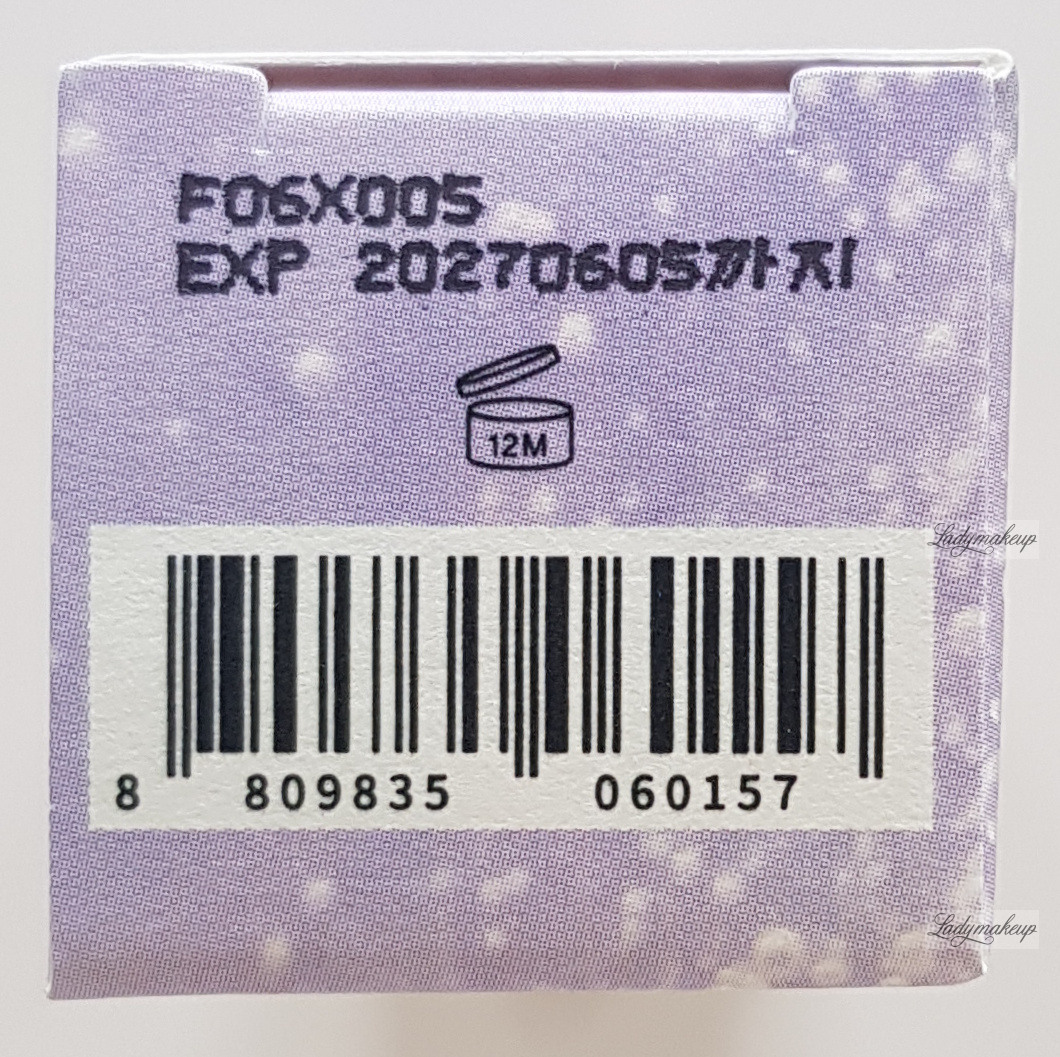 F06X005
EXP 20270605까지
12M
Ladymakeup
8 809835 060157
Ladymakeup